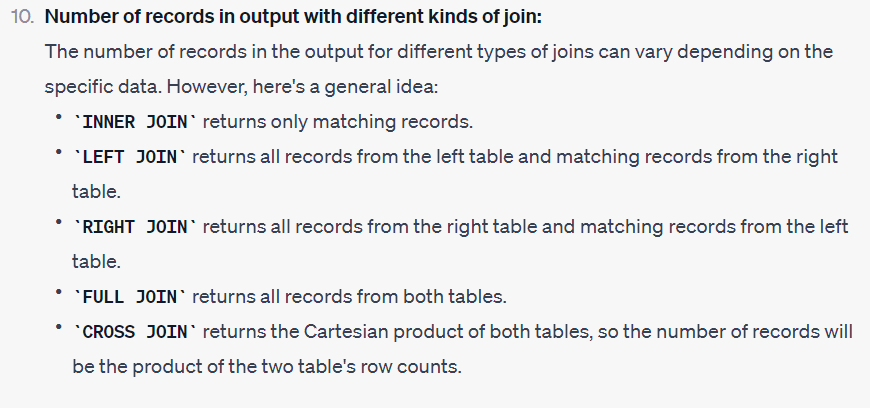 10. Number of records in output with different kinds of join:
The number of records in the output for different types of joins can vary depending on the
specific data. However, here's a general idea:
• `INNER JOIN` returns only matching records.
• `LEFT JOIN` returns all records from the left table and matching records from the right
table.
• `RIGHT JOIN` returns all records from the right table and matching records from the left
table.
• `FULL JOIN` returns all records from both tables.
• `CROSS JOIN` returns the Cartesian product of both tables, so the number of records will
be the product of the two table's row counts.